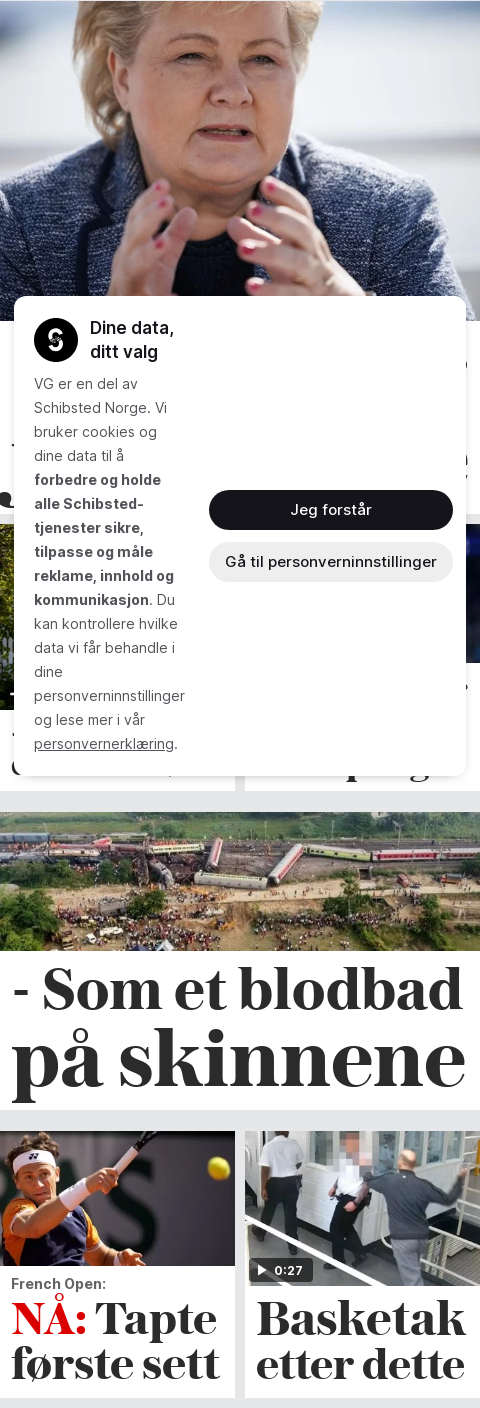 Dine data,
ditt valg
VG er en del av
Schibsted Norge. Vi
bruker cookies og
dine data til å
forbedre og holde
alle Schibsted-
tjenester sikre,
tilpasse og måle
reklame, innhold og
kommunikasjon. Du
kan kontrollere hvilke
data vi får behandle i
dine
personverninnstillinger
og lese mer i vår
personvernerklæring.
Jeg forstår
Gå til personverninnstillinger
- Som et blodbad
på skinnene
French Open:
NÅ: Tapte
første sett
0:27
Basketak
etter dette